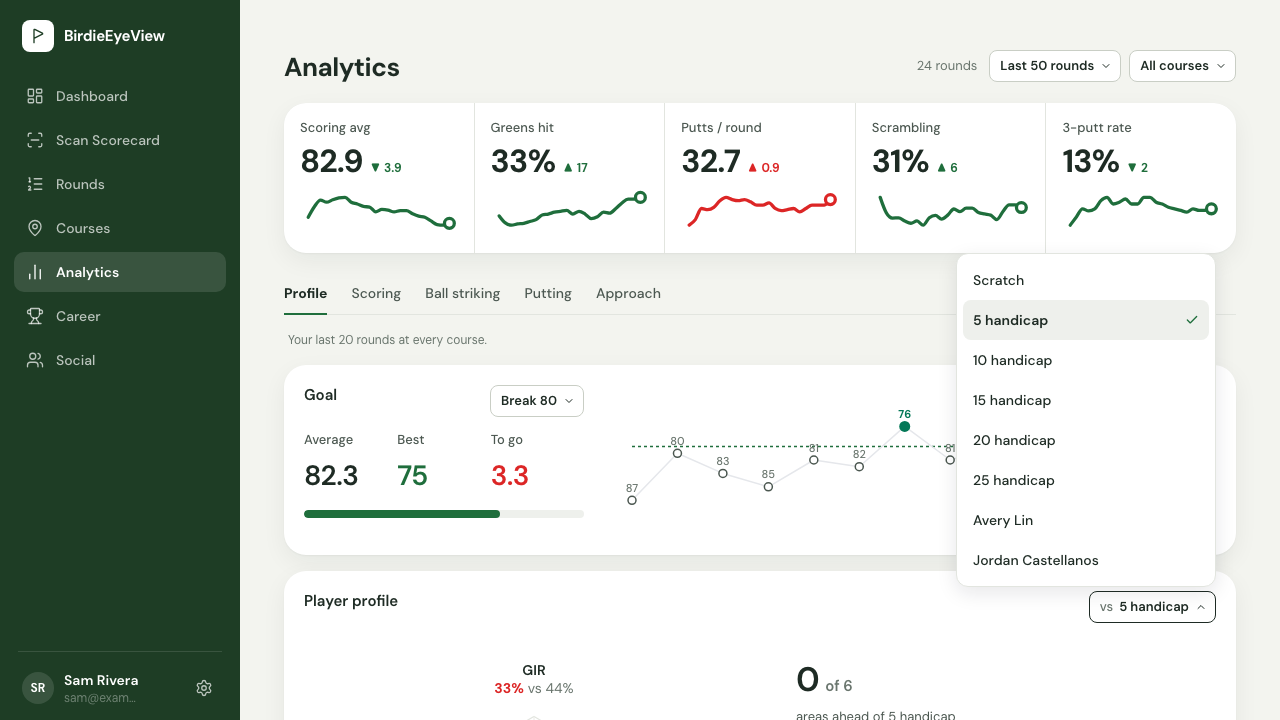 BirdieEyeView
Dashboard
Scan Scorecard
Rounds
Courses
Analytics
Career
Social
SR
Sam Rivera
sam@exam...
Analytics
24 rounds
Last 50 rounds
All courses
Scoring avg
82.9 ▼ 3.9
Greens hit
33% ▲ 17
Putts / round
32.7 ▲ 0.9
Scrambling
31% ▲ 6
3-putt rate
13% ▼ 2
Profile
Scoring
Ball striking
Putting
Approach
Your last 20 rounds at every course.
Goal
Break 80
Average
82.3
Best
75
To go
3.3
87
80
83
85
81
82
76
81
Scratch
5 handicap
10 handicap
15 handicap
20 handicap
25 handicap
Avery Lin
Jordan Castellanos
Player profile
vs 5 handicap
GIR
33% vs 44%
0 of 6
areas ahead of 5 handicap